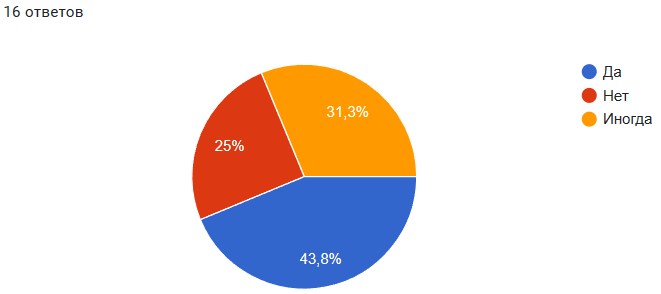 16 ответов
Да
Нет
Иногда
31,3%
25%
43,8%